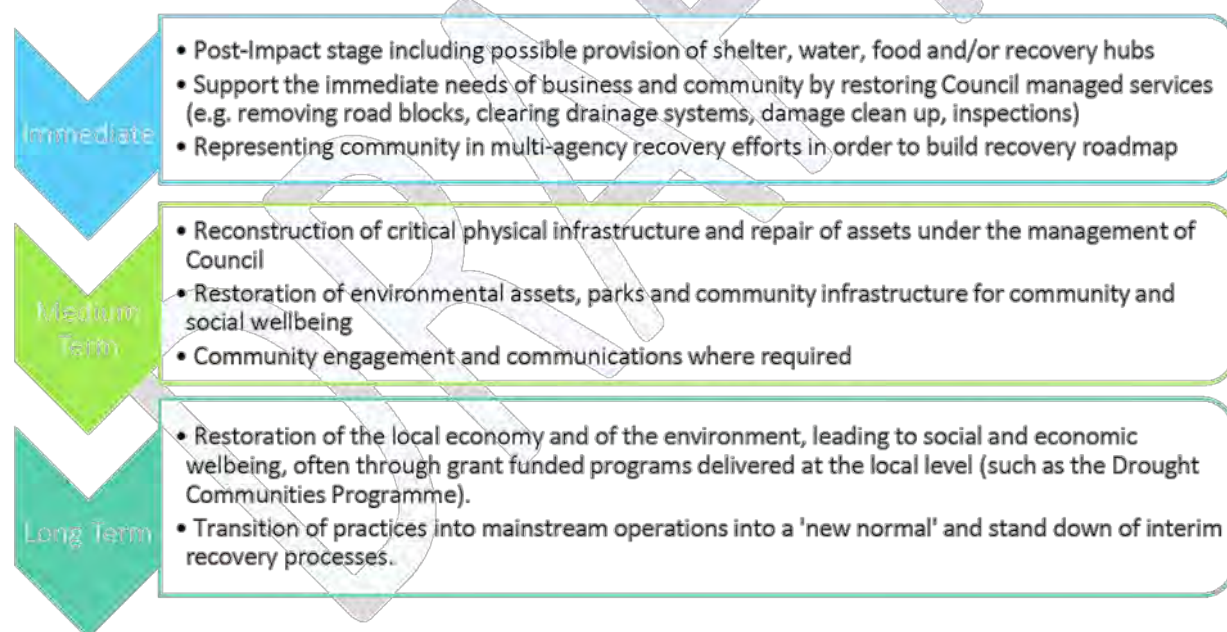 Immediate
• Post-Impact stage including possible provision of shelter, water, food and/or recovery hubs
• Support the immediate needs of business and community by restoring Council managed services
(e.g. removing road blocks, clearing drainage systems, damage clean up, inspections)
• Representing community in multi-agency recovery efforts in order to build recovery roadmap
Medium
Term
• Reconstruction of critical physical infrastructure and repair of assets under the management of
Council
• Restoration of environmental assets, parks and community infrastructure for community and
social wellbeing
• Community engagement and communications where required
Long Term
• Restoration of the local economy and of the environment, leading to social and economic
welbeing, often through grant funded programs delivered at the local level (such as the Drought
Communities Programme).
• Transition of practices into mainstream operations into a 'new normal' and stand down of interim
recovery processes.
DRAFT